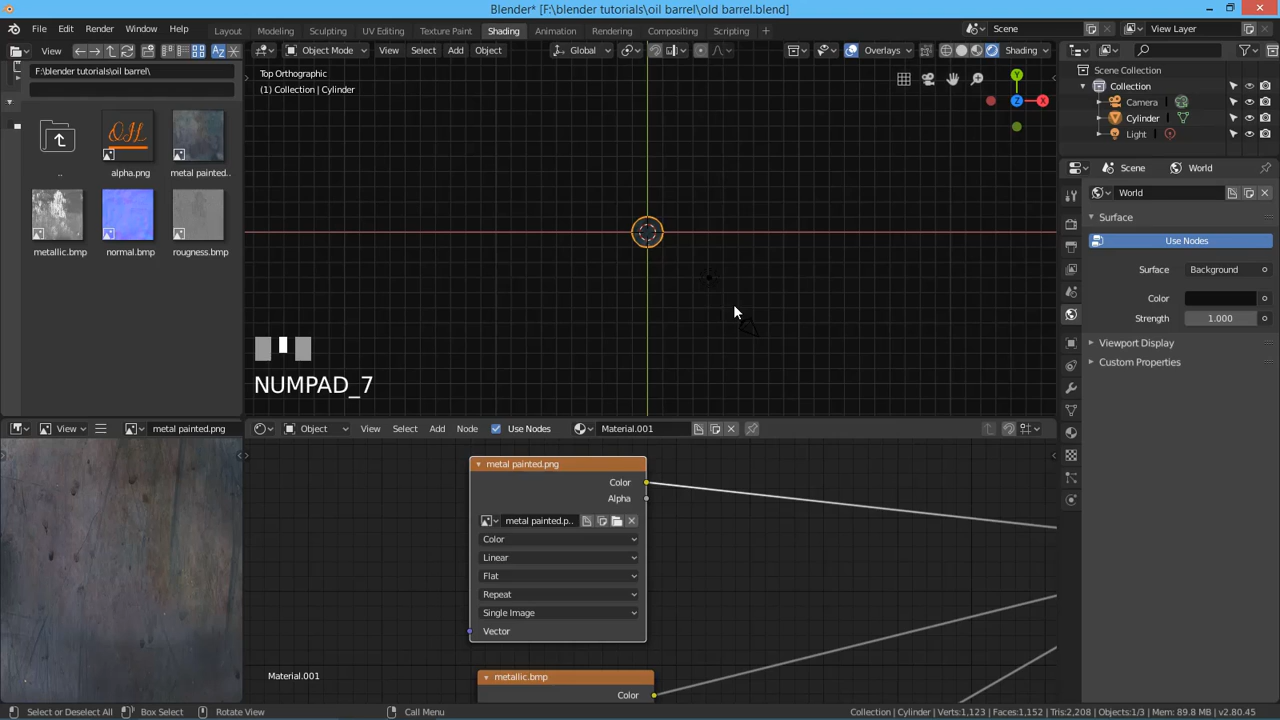 Blender* [F:\blender tutorials\oil barrel\old barrel.blend]
File Edit Render Window Help Layout Modeling Sculpting UV Editing Texture Paint Shading Animation Rendering Compositing Scripting + Scene View Layer
View Object Mode View Select Add Object Global Overlays Shading
F:\blender tutorials\oil barrel\
Top Orthographic
(1) Collection | Cylinder
Scene Collection
Collection
Camera
Cylinder
Light
OIL
.. alpha.png metal painted..
metallic.bmp normal.bmp rougness.bmp
Y
Z X
Scene World
World
Surface
Use Nodes
Surface Background
Color
Strength 1.000
Viewport Display
Custom Properties
NUMPAD_7
View metal painted.png
Object View Select Add Node Use Nodes Material.001
metal painted.png
Color
Alpha
metal painted.p..
Color
Linear
Flat
Repeat
Single Image
Vector
metallic.bmp
Color
Material.001
Select or Deselect All Box Select Rotate View Call Menu Collection | Cylinder | Verts:1,123 | Faces:1,152 | Tris:2,208 | Objects:1/3 | Mem: 89.8 MB | v2.80.45